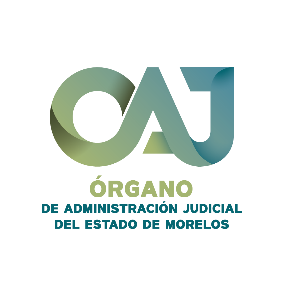 OAJ
ÓRGANO
DE ADMINISTRACIÓN JUDICIAL
DEL ESTADO DE MORELOS